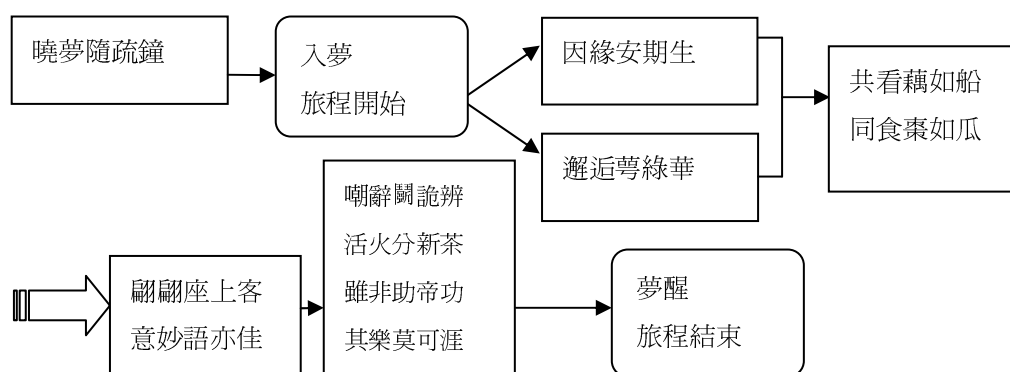 曉夢隨疏鐘
入夢
旅程開始
因緣安期生
邂逅萼綠華
共看藕如船
同食棗如瓜
翩翩座上客
意妙語亦佳
嘲辭鬭詭辨
活火分新茶
雖非助帝功
其樂莫可涯
夢醒
旅程結束